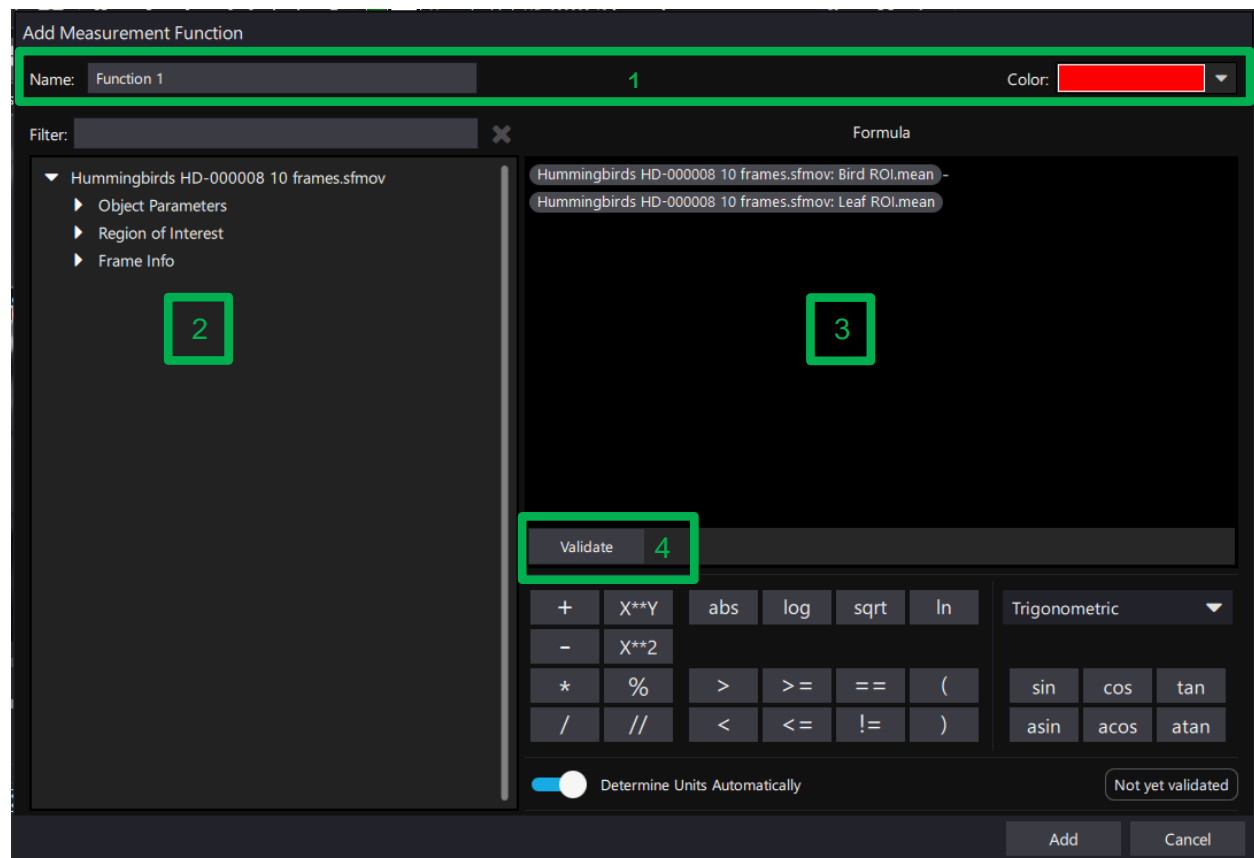 Add Measurement Function
Name: Function 1 1 Color:
Filter: Formula
Hummingbirds HD-000008 10 frames.sfmov
Object Parameters
Region of Interest
Frame Info
2
Hummingbirds HD-000008 10 frames.sfmov: Bird ROI.mean -
Hummingbirds HD-000008 10 frames.sfmov: Leaf ROI.mean
3
Validate 4
+ X**Y abs log sqrt ln Trigonometric
- X**2
* % > >= == ( sin cos tan
/ // < <= != ) asin acos atan
Determine Units Automatically Not yet validated
Add Cancel